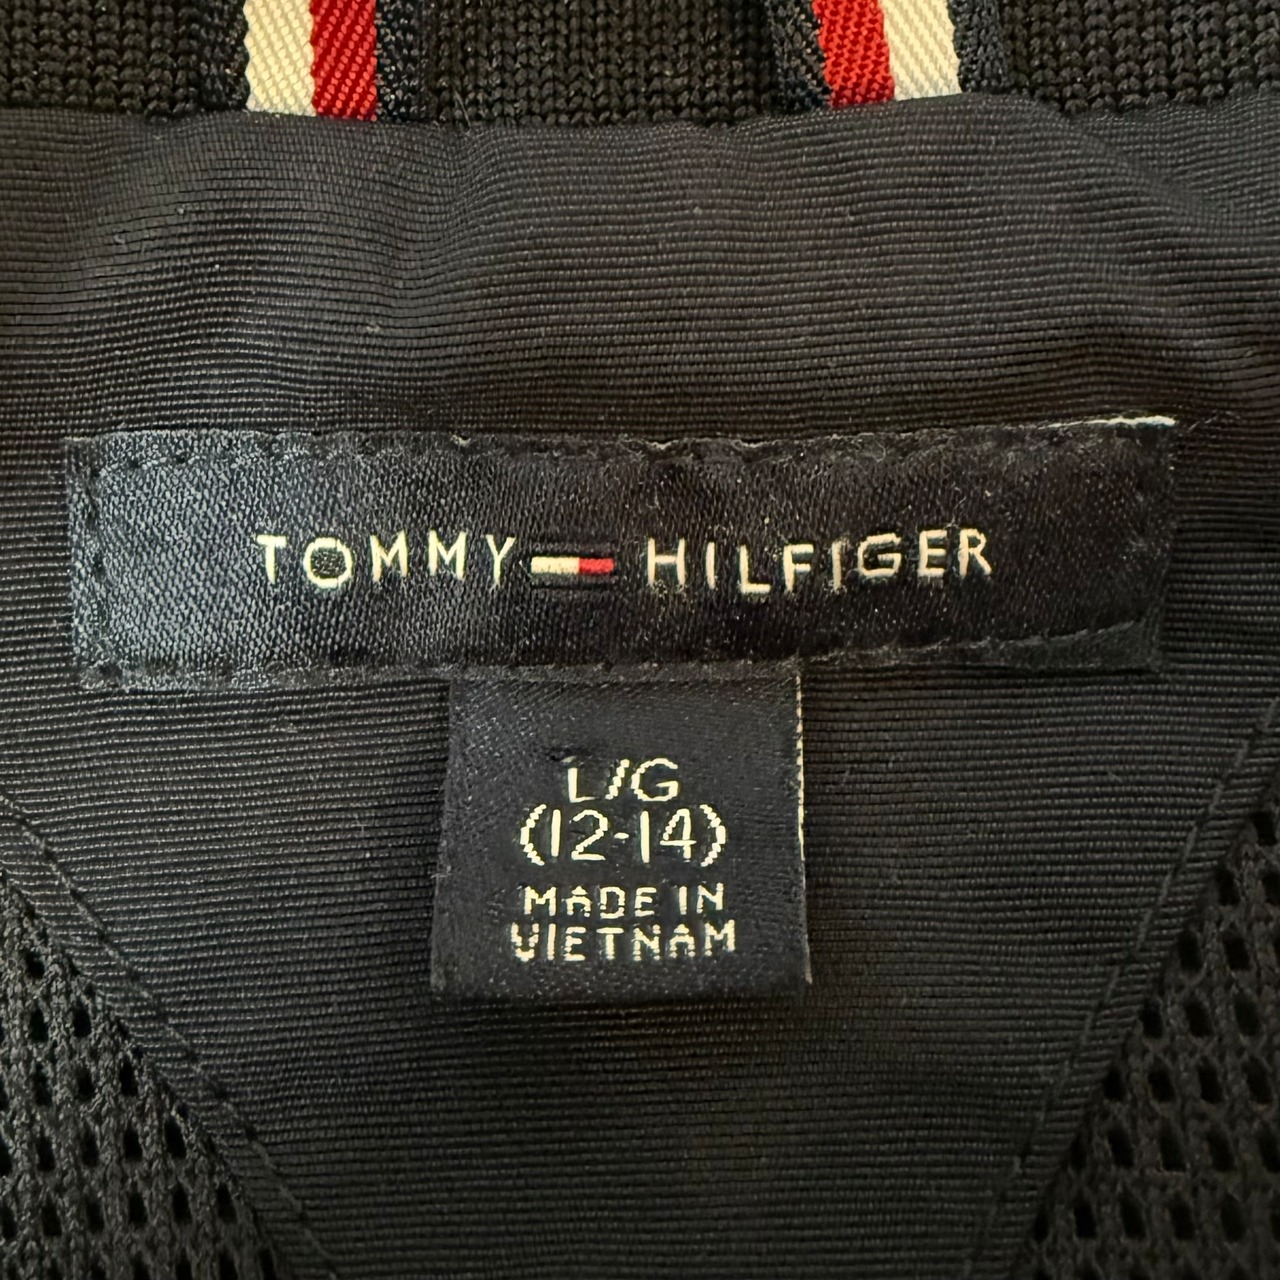 TOMMY HILFIGER
L/G
(12-14)
MADE IN
VIETNAM